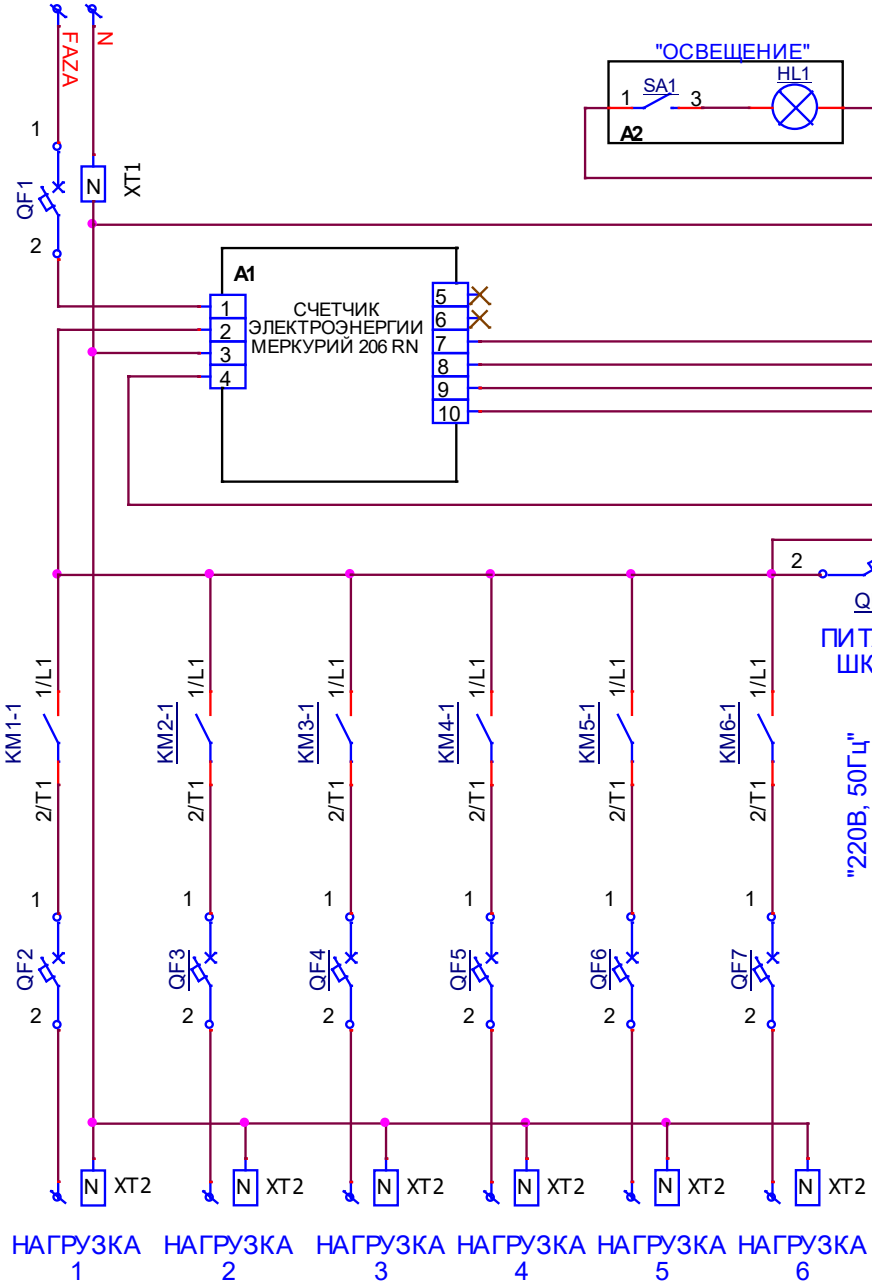 FAZA
N
"ОСВЕЩЕНИЕ"
1
SA1
3
HL1
A2
1
QF1
2
N
XT1
A1
СЧЕТЧИК
ЭЛЕКТРОЭНЕРГИИ
МЕРКУРИЙ 206 RN
1
2
3
4
5
6
7
8
9
10
2
Q
ПИТ
ШК
"220В, 50Гц"
1/L1
1/L1
1/L1
1/L1
1/L1
1/L1
KM1-1
KM2-1
KM3-1
KM4-1
KM5-1
KM6-1
2/T1
2/T1
2/T1
2/T1
2/T1
2/T1
1
1
1
1
1
1
QF2
QF3
QF4
QF5
QF6
QF7
2
2
2
2
2
2
N XT2
N XT2
N XT2
N XT2
N XT2
N XT2
НАГРУЗКА
1
НАГРУЗКА
2
НАГРУЗКА
3
НАГРУЗКА
4
НАГРУЗКА
5
НАГРУЗКА
6